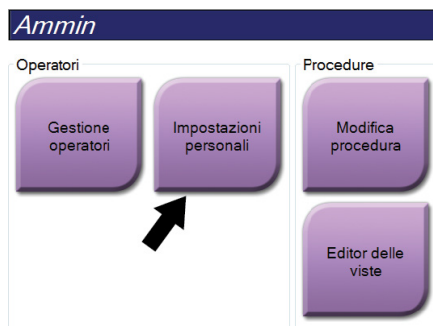 Ammin
Operatori
Procedure
Gestione
operatori
Impostazioni
personali
Modifica
procedura
Editor delle
viste